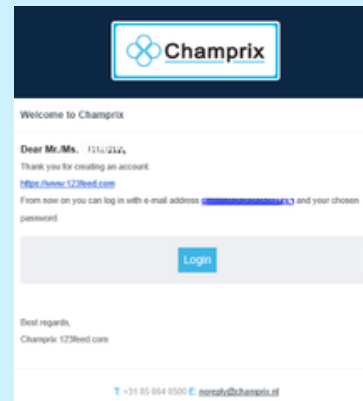 Champrix
Welcome to Champrix
Dear Mr./Ms.
Thank you for creating an account.
https://www.123feed.com
From now on you can log in with e-mail address and your chosen
password.
Login
Best regards,
Champrix 123feed.com
T: +31 85 064 0500 E: noreply@champrix.nl